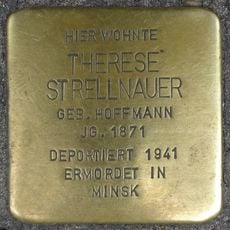 HIER WOHNTE
THERESE
STRELLNAUER
GEB. HOFFMANN
JG. 1871
DEPORTIERT 1941
ERMORDET IN
MINSK